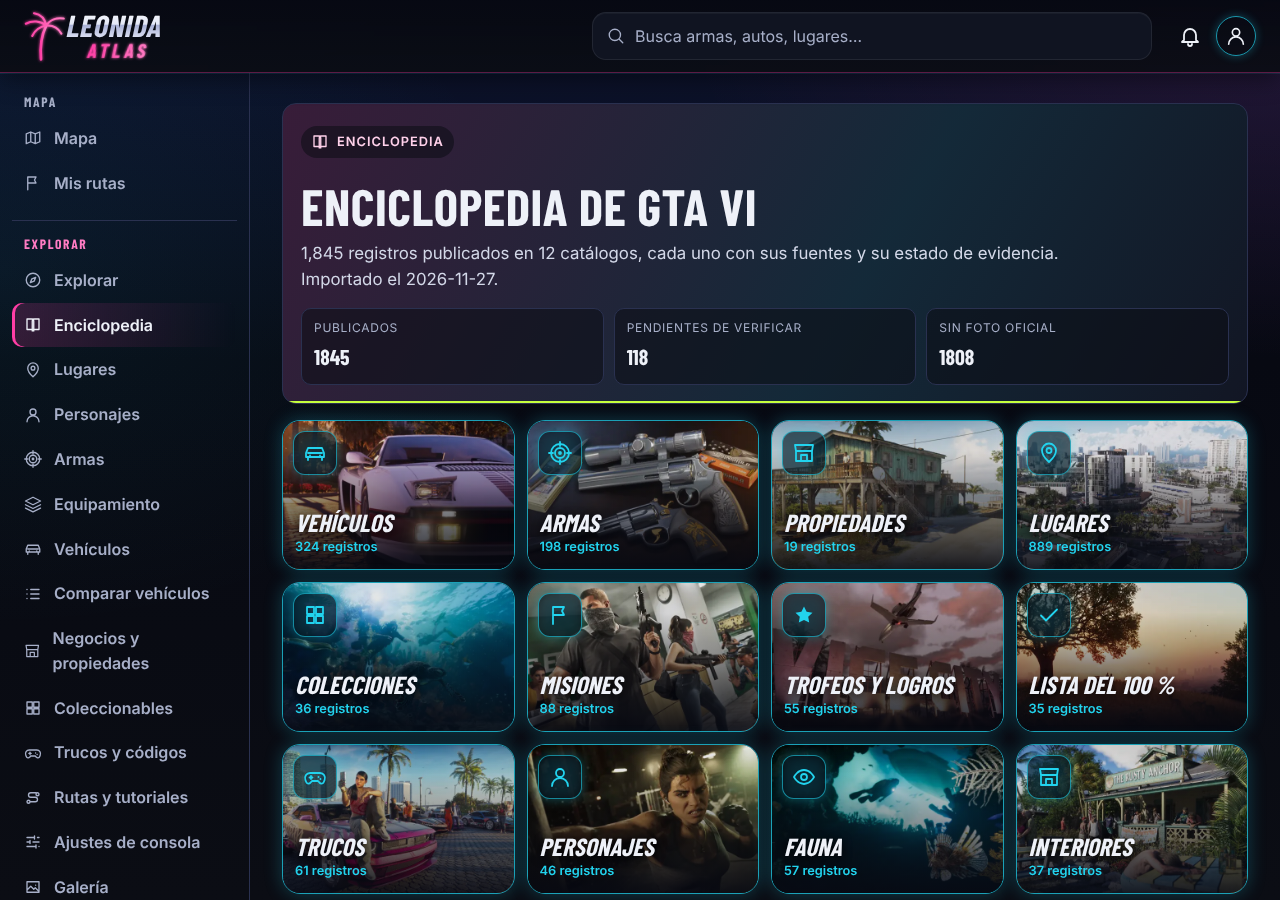 LEONIDA
ATLAS
Busca armas, autos, lugares...
MAPA
Mapa
Mis rutas
EXPLORAR
Explorar
Enciclopedia
Lugares
Personajes
Armas
Equipamiento
Vehículos
Comparar vehículos
Negocios y
propiedades
Coleccionables
Trucos y códigos
Rutas y tutoriales
Ajustes de consola
Galería
ENCICLOPEDIA
ENCICLOPEDIA DE GTA VI
1,845 registros publicados en 12 catálogos, cada uno con sus fuentes y su estado de evidencia.
Importado el 2026-11-27.
PUBLICADOS
1845
PENDIENTES DE VERIFICAR
118
SIN FOTO OFICIAL
1808
VEHÍCULOS
324 registros
ARMAS
198 registros
PROPIEDADES
19 registros
LUGARES
889 registros
COLECCIONES
36 registros
MISIONES
88 registros
TROFEOS Y LOGROS
55 registros
LISTA DEL 100 %
35 registros
TRUCOS
61 registros
PERSONAJES
46 registros
FAUNA
57 registros
THE RUSTY ANCHOR
INTERIORES
37 registros